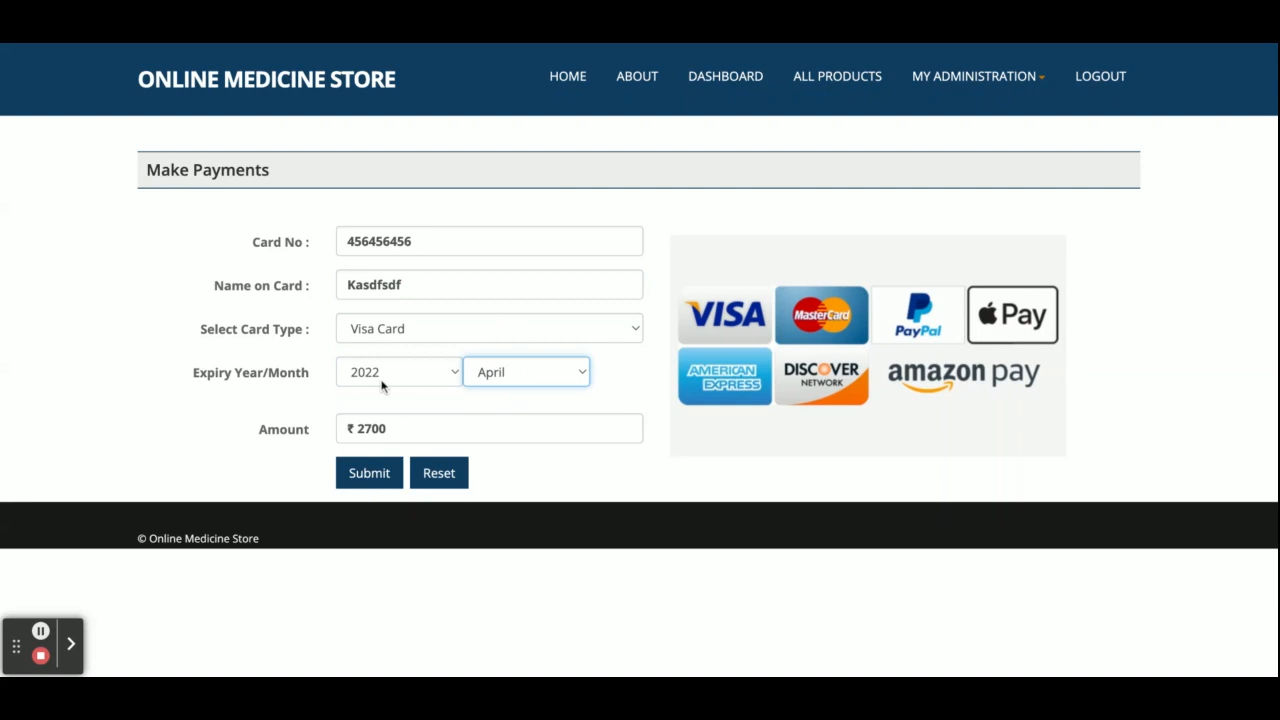 ONLINE MEDICINE STORE
HOME ABOUT DASHBOARD ALL PRODUCTS MY ADMINISTRATION LOGOUT
Make Payments
Card No : 456456456
Name on Card : Kasdfsdf
Select Card Type : Visa Card
Expiry Year/Month 2022 April
Amount ₹ 2700
Submit Reset
VISA MasterCard PayPal Pay
AMERICAN EXPRESS DISCOVER NETWORK amazon pay
© Online Medicine Store